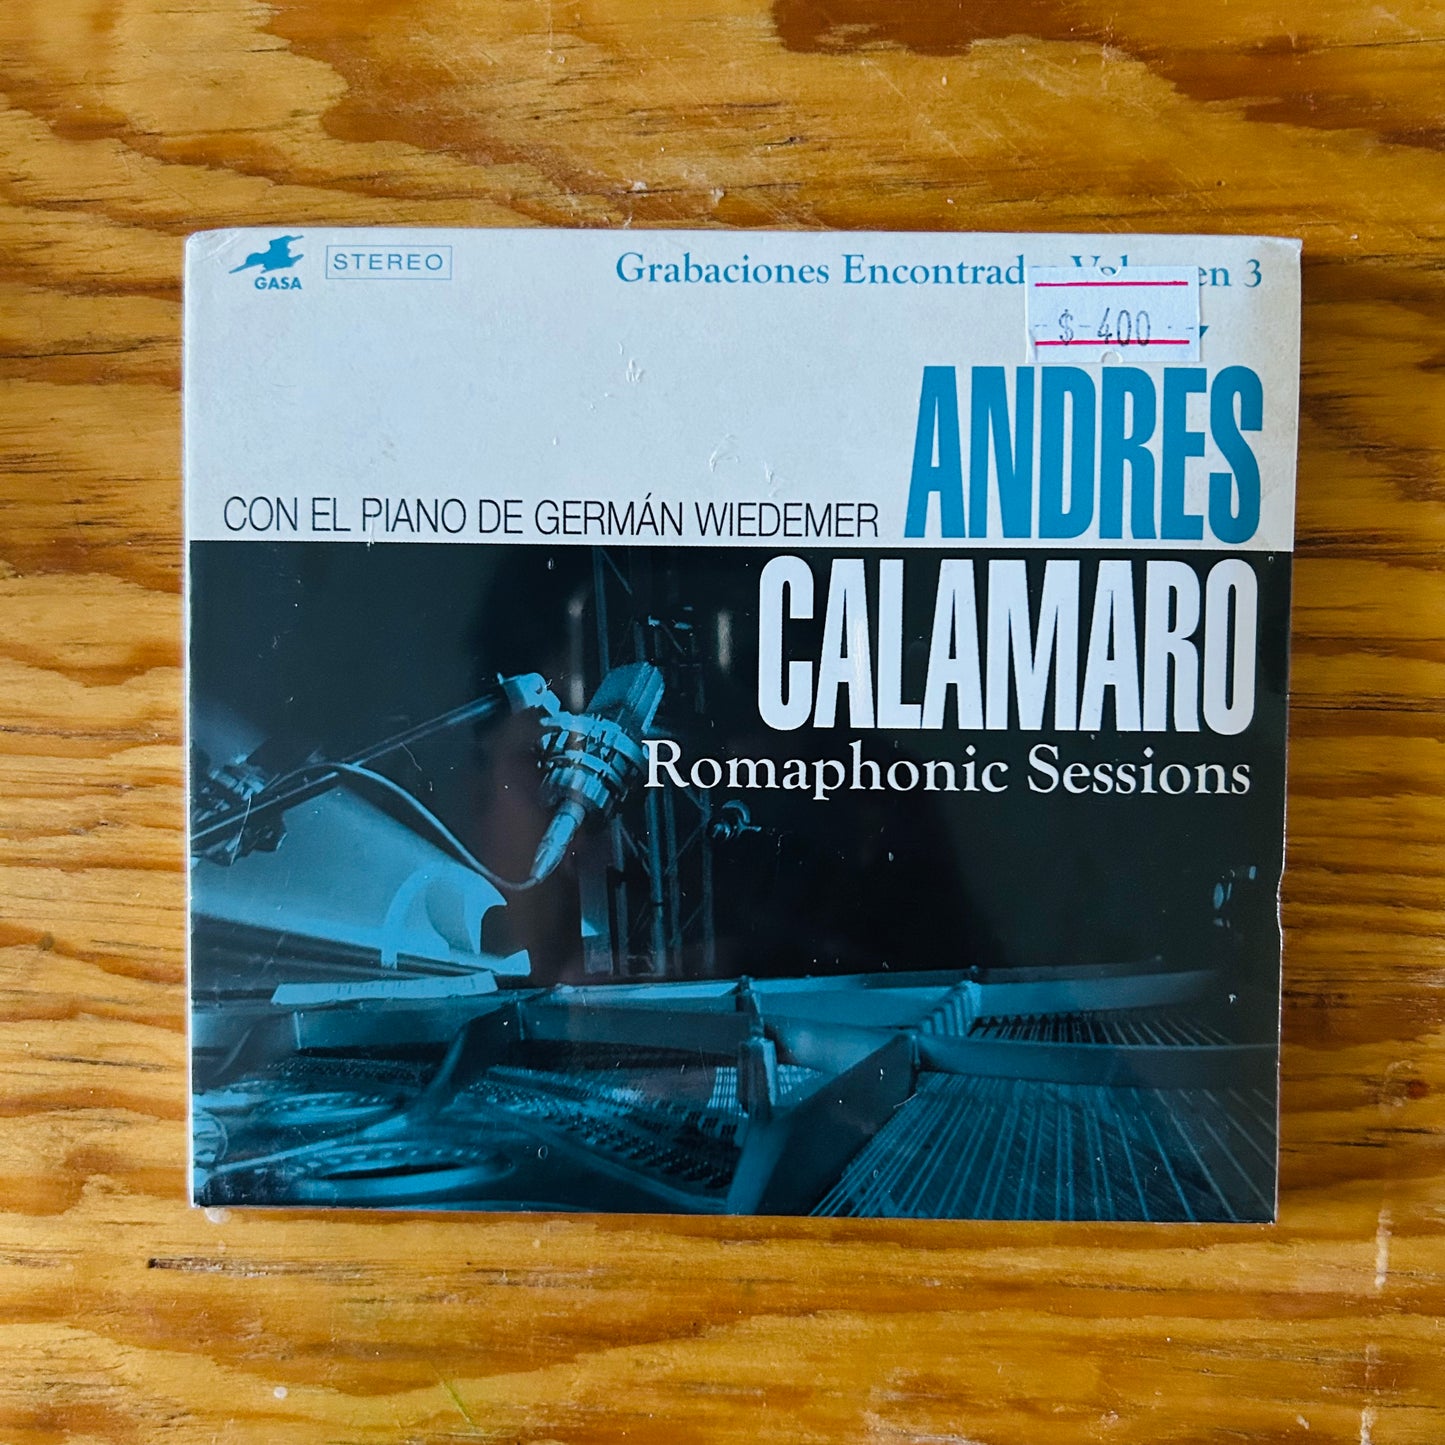 GASA
STEREO
Grabaciones Encontrad en 3
$-400
ANDRES
CON EL PIANO DE GERMÁN WIEDEMER
CALAMARO
Romaphonic Sessions